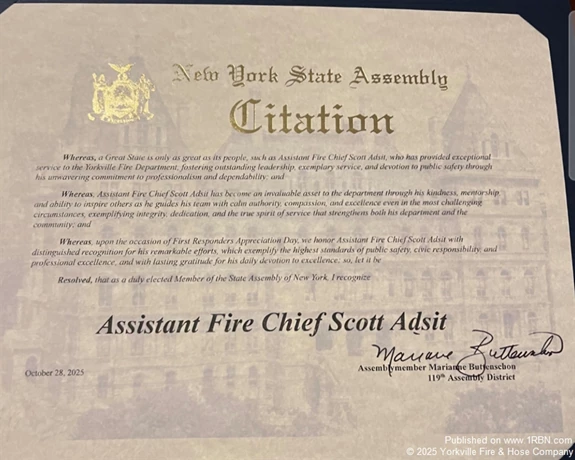 New York State Assembly
Citation
Whereas, a Great State is only as great as its people, such as Assistant Fire Chief Scott Adsit, who has provided exceptional
service to the Yorkville Fire Department, fostering outstanding leadership, exemplary service, and devotion to public safety through
his unwavering commitment to professionalism and dependability; and
Whereas, Assistant Fire Chief Scott Adsit has become an invaluable asset to the department through his kindness, mentorship
and ability to inspire others as he guides his team with calm authority, compassion, and excellence even in the most challenging
circumstances, exemplifying integrity, dedication, and the true spirit of service that strengthens both his department and the
community; and
Whereas, upon the occasion of First Responders Appreciation Day, we honor Assistant Fire Chief Scott Adsit with
distinguished recognition for his remarkable efforts, which exemplify the highest standards of public safety, civic responsibility, and
professional excellence, and with lasting gratitude for his daily devotion to excellence, so, let it be
Resolved, that as a duly elected Member of the State Assembly of New York, I recognize
Assistant Fire Chief Scott Adsit
Mariane Buttenschon
Assemblymember Marianne Buttenschon
119th Assembly District
October 28, 2025
Published on www.1RBN.com
© 2025 Yorkville Fire & Hose Company